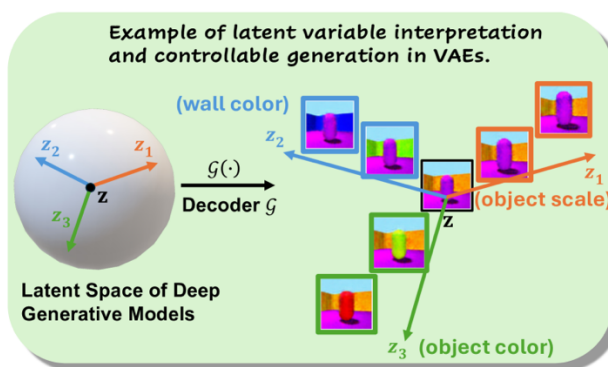 Example of latent variable interpretation
and controllable generation in VAEs.
(wall color)
z₂
z₂
z₁
z₃
z
𝒢(·)
Decoder 𝒢
z₁
(object scale)
z
Latent Space of Deep
Generative Models
z₃ (object color)